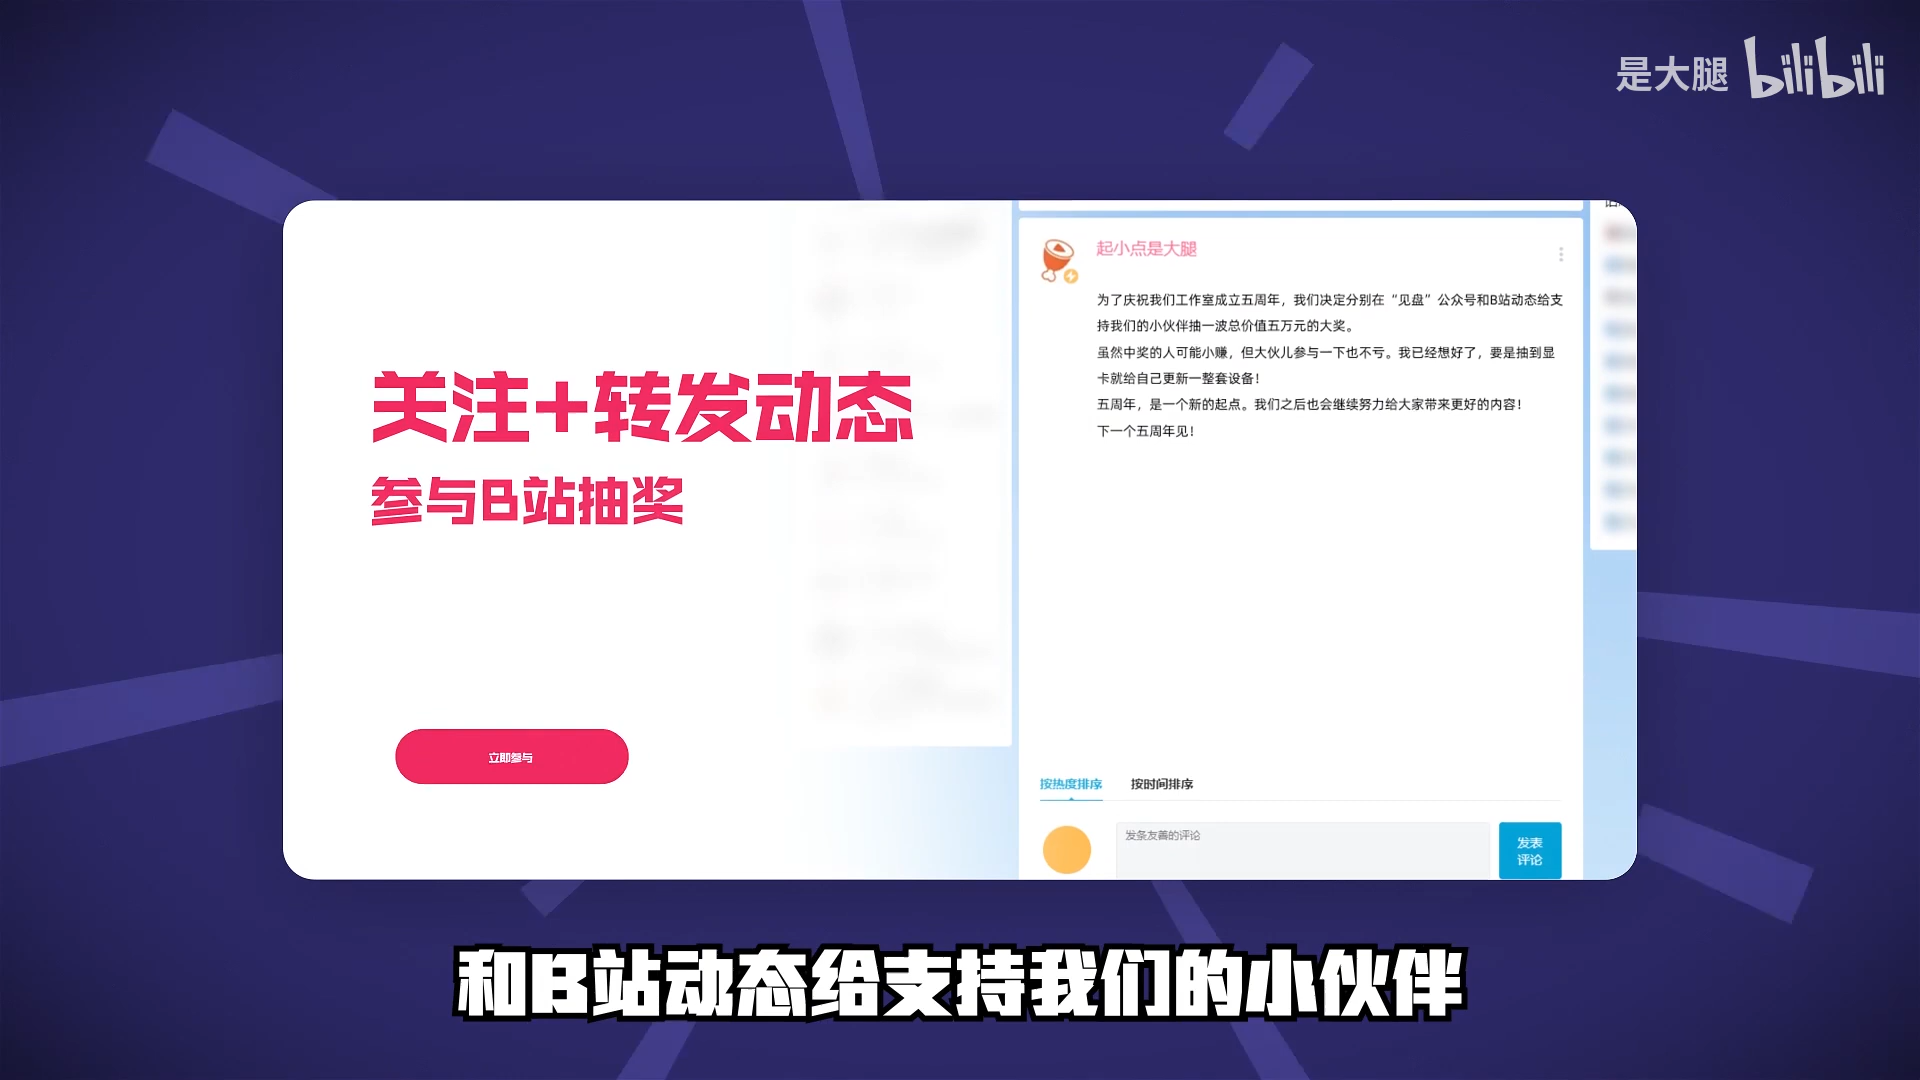 是大腿 bilibili
关注+转发动态
参与B站抽奖
立即参与
起小点是大腿
为了庆祝我们工作室成立五周年，我们决定分别在“见盘”公众号和B站动态给支
持我们的小伙伴抽一波总价值五万元的大奖。
虽然中奖的人可能小赚，但大伙儿参与一下也不亏。我已经想好了，要是抽到显
卡就给自己更新一整套设备！
五周年，是一个新的起点。我们之后也会继续努力给大家带来更好的内容！
下一个五周年见！
按热度排序 按时间排序
发条友善的评论
发表
评论
和B站动态给支持我们的小伙伴